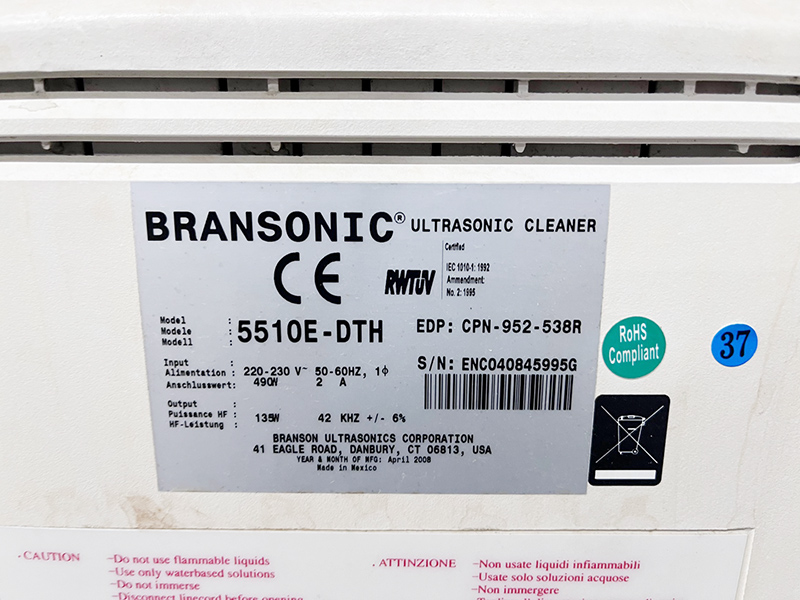 BRANSONIC® ULTRASONIC CLEANER
CE
RWTÜV
Certified
IEC 1010-1: 1992
Ammendment:
No. 2: 1995
Model :
Modele :
Modell :
5510E-DTH
EDP: CPN-952-538R
Input :
Alimentation :
Anschlusswert:
220-230 V~ 50-60HZ, 1ϕ
490W 2 A
S/N: ENC040845995G
Output :
Puissance HF :
HF-Leistung :
135W 42 KHZ +/- 6%
BRANSON ULTRASONICS CORPORATION
41 EAGLE ROAD, DANBURY, CT 06813, USA
YEAR & MONTH OF MFG: April 2008
Made in Mexico
RoHS
Compliant
37
. CAUTION
-Do not use flammable liquids
-Use only waterbased solutions
-Do not immerse
-Disconnect linecord before opening
. ATTINZIONE
-Non usate liquidi infiammabili
-Usate solo soluzioni acquose
-Non immergere